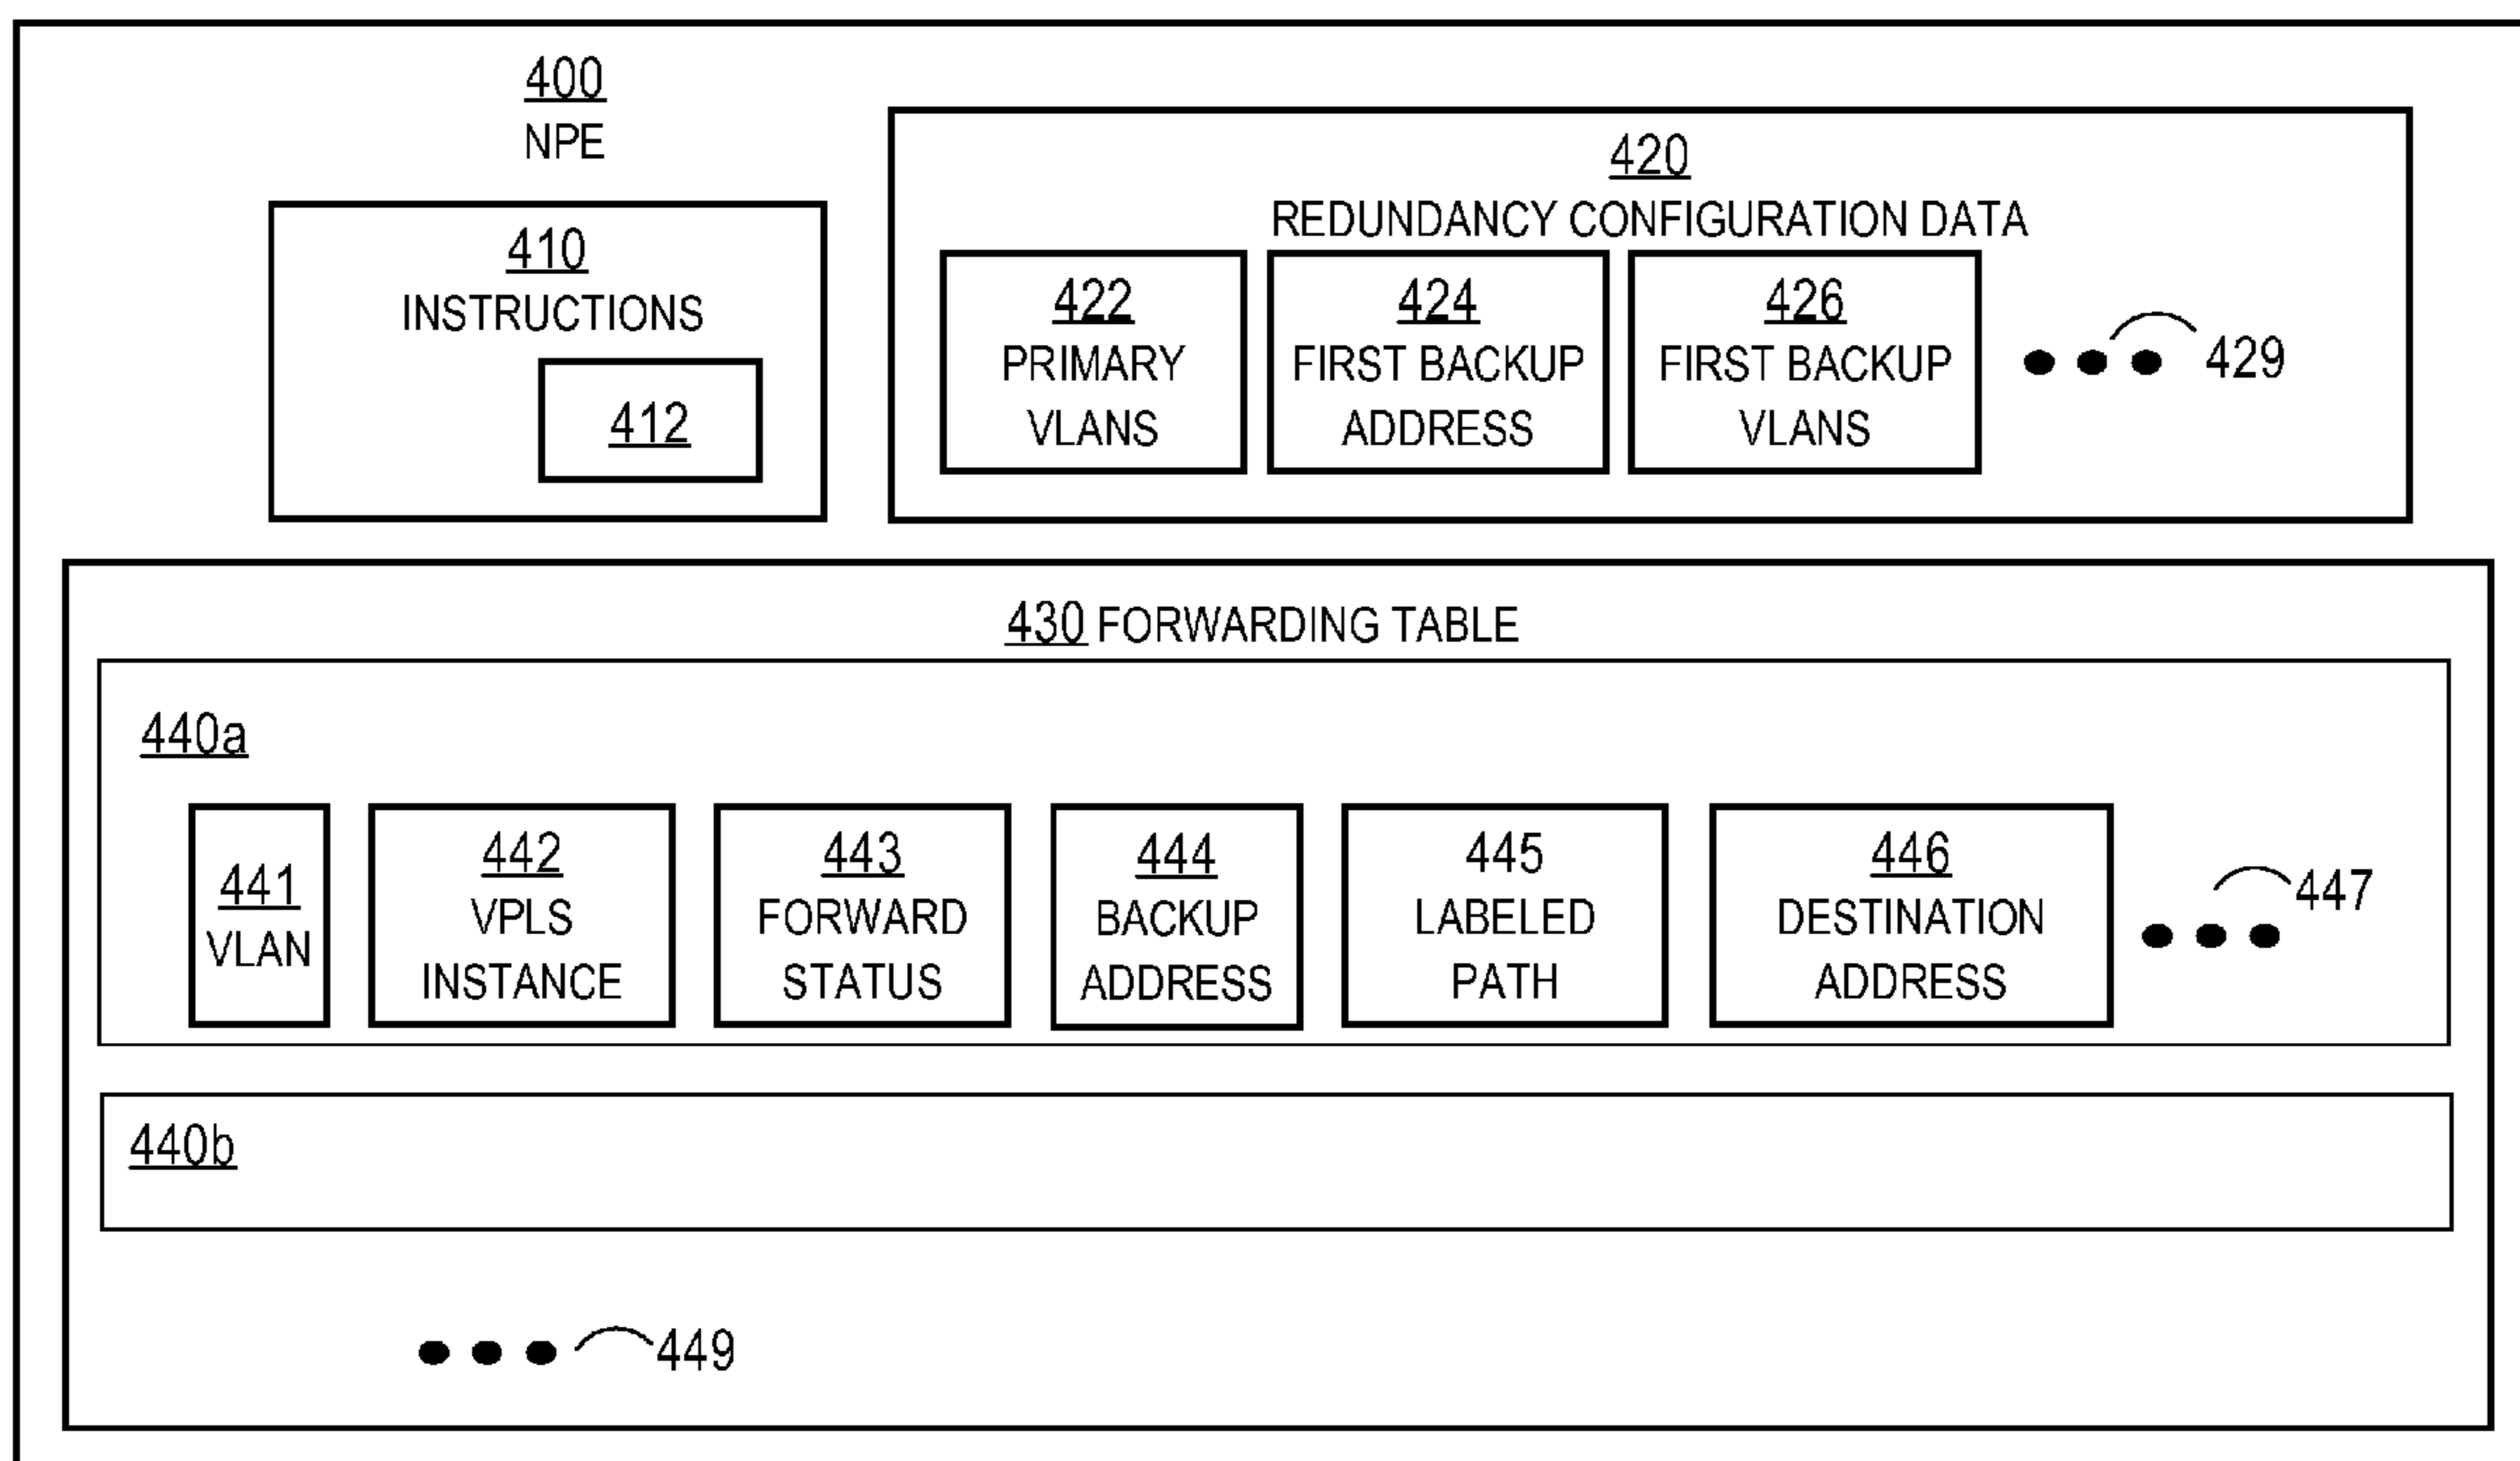 400
NPE
410
INSTRUCTIONS
412
420
REDUNDANCY CONFIGURATION DATA
422
PRIMARY
VLANS
424
FIRST BACKUP
ADDRESS
426
FIRST BACKUP
VLANS
429
430 FORWARDING TABLE
440a
441
VLAN
442
VPLS
INSTANCE
443
FORWARD
STATUS
444
BACKUP
ADDRESS
445
LABELED
PATH
446
DESTINATION
ADDRESS
447
440b
449